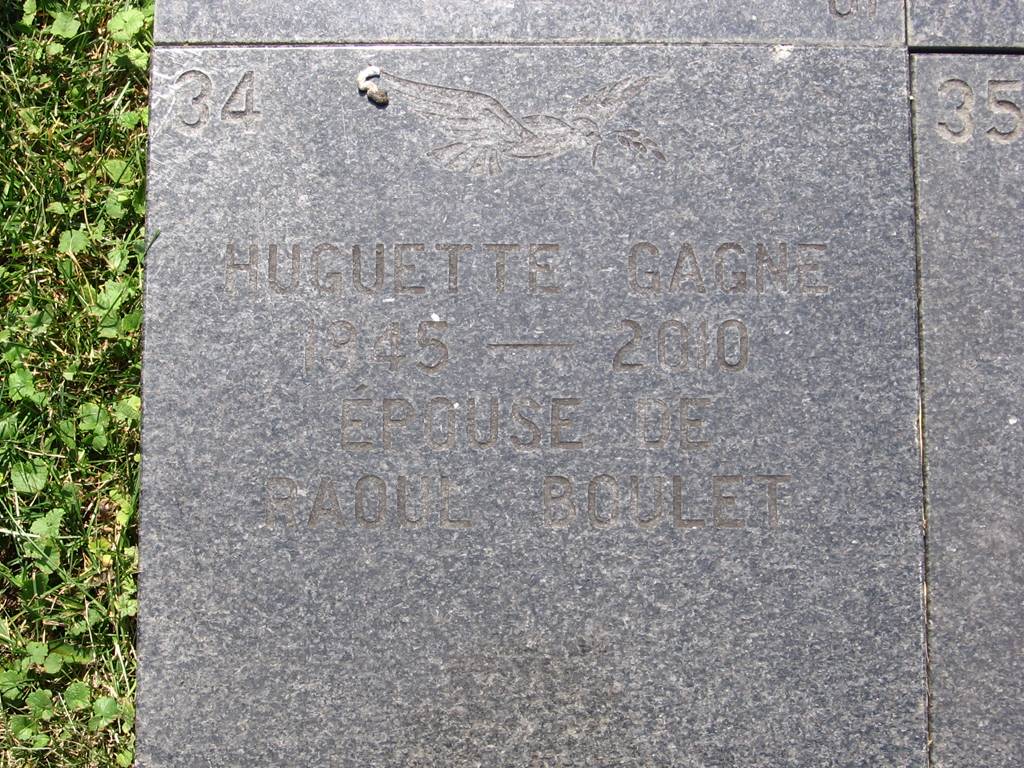 34
35
HUGUETTE GAGNE
1945 — 2010
ÉPOUSE DE
RAOUL BOULET